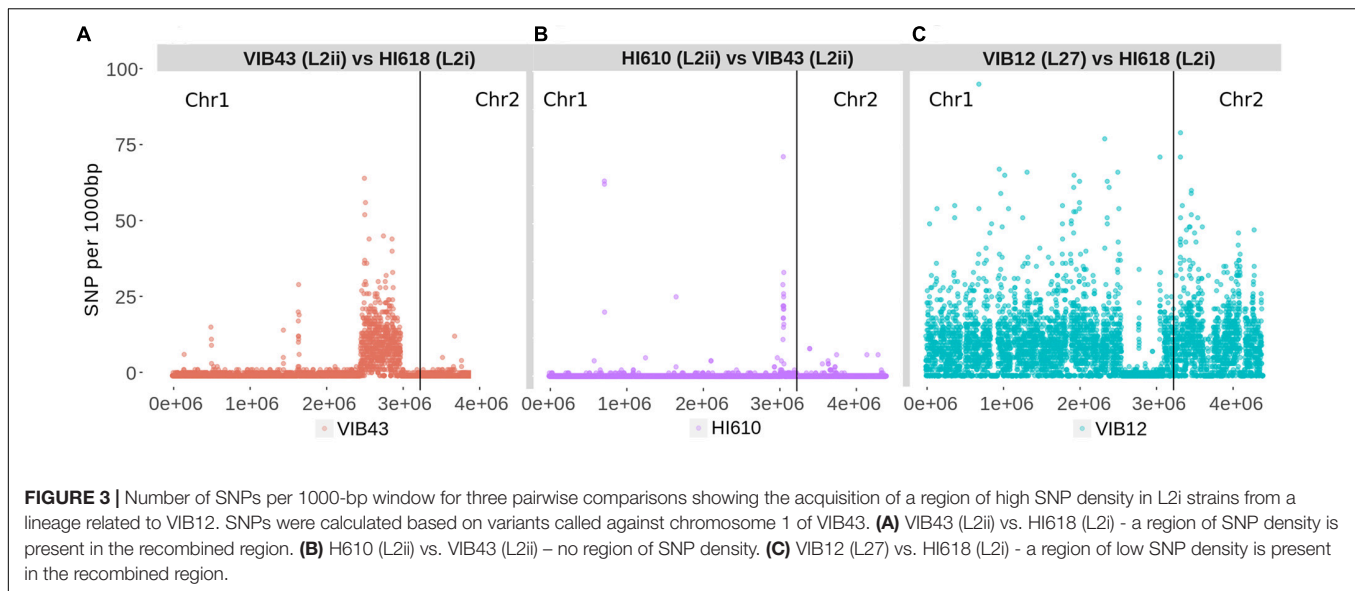 A
B
C
VIB43 (L2ii) vs HI618 (L2i)
HI610 (L2ii) vs VIB43 (L2ii)
VIB12 (L27) vs HI618 (L2i)
Chr1
Chr2
Chr1
Chr2
Chr1
Chr2
SNP per 1000bp
100-
75-
50-
25-
0-
0e+06 1e+06 2e+06 3e+06 4e+06
0e+06 1e+06 2e+06 3e+06 4e+06
0e+06 1e+06 2e+06 3e+06 4e+06
VIB43
HI610
VIB12
FIGURE 3 | Number of SNPs per 1000-bp window for three pairwise comparisons showing the acquisition of a region of high SNP density in L2i strains from a
lineage related to VIB12. SNPs were calculated based on variants called against chromosome 1 of VIB43. (A) VIB43 (L2ii) vs. HI618 (L2i) - a region of SNP density is
present in the recombined region. (B) H610 (L2ii) vs. VIB43 (L2ii) – no region of SNP density. (C) VIB12 (L27) vs. HI618 (L2i) - a region of low SNP density is present
in the recombined region.